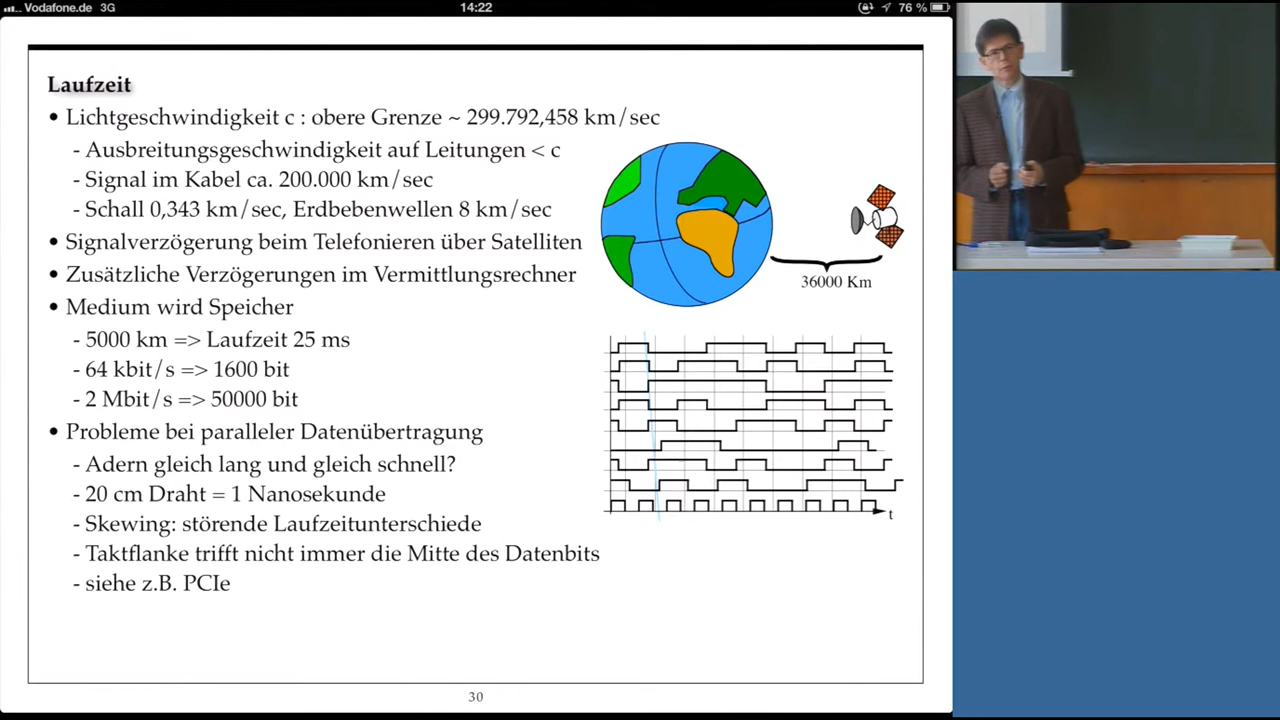 Vodafone.de 3G 14:22 76 %
Laufzeit
• Lichtgeschwindigkeit c : obere Grenze ~ 299.792,458 km/sec
- Ausbreitungsgeschwindigkeit auf Leitungen < c
- Signal im Kabel ca. 200.000 km/sec
- Schall 0,343 km/sec, Erdbebenwellen 8 km/sec
• Signalverzögerung beim Telefonieren über Satelliten
• Zusätzliche Verzögerungen im Vermittlungsrechner
36000 Km
• Medium wird Speicher
- 5000 km => Laufzeit 25 ms
- 64 kbit/s => 1600 bit
- 2 Mbit/s => 50000 bit
• Probleme bei paralleler Datenübertragung
- Adern gleich lang und gleich schnell?
- 20 cm Draht = 1 Nanosekunde
- Skewing: störende Laufzeitunterschiede
- Taktflanke trifft nicht immer die Mitte des Datenbits
- siehe z.B. PCIe
t
30